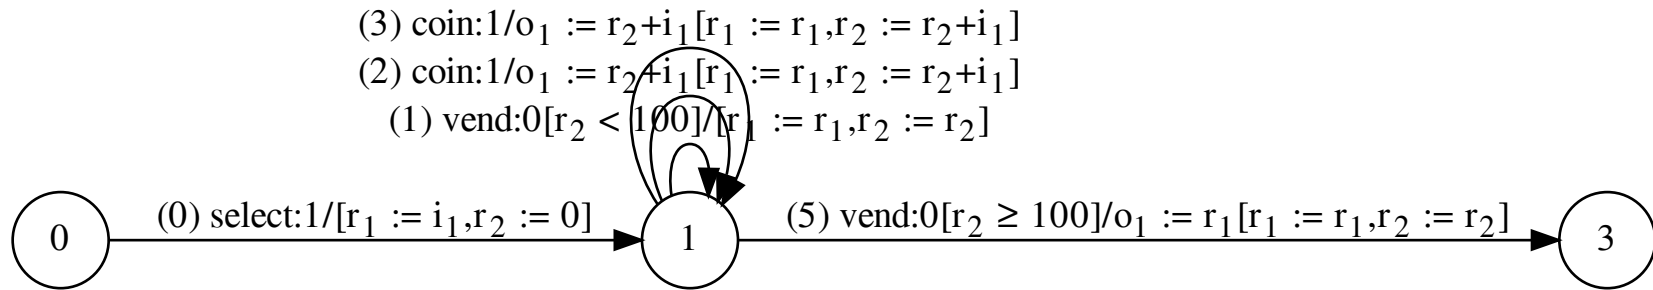 (3) coin:1/o₁ := r₂+i₁[r₁ := r₁,r₂ := r₂+i₁]
(2) coin:1/o₁ := r₂+i₁[r₁ := r₁,r₂ := r₂+i₁]
(1) vend:0[r₂ < 100]/[r₁ := r₁,r₂ := r₂]
0
(0) select:1/[r₁ := i₁,r₂ := 0]
1
(5) vend:0[r₂ ≥ 100]/o₁ := r₁[r₁ := r₁,r₂ := r₂]
3